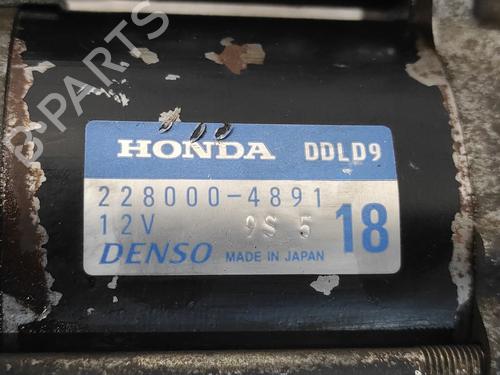 B-PARTS
HONDA DDLD9
228000-4891
12V 9S 5 18
DENSO MADE IN JAPAN